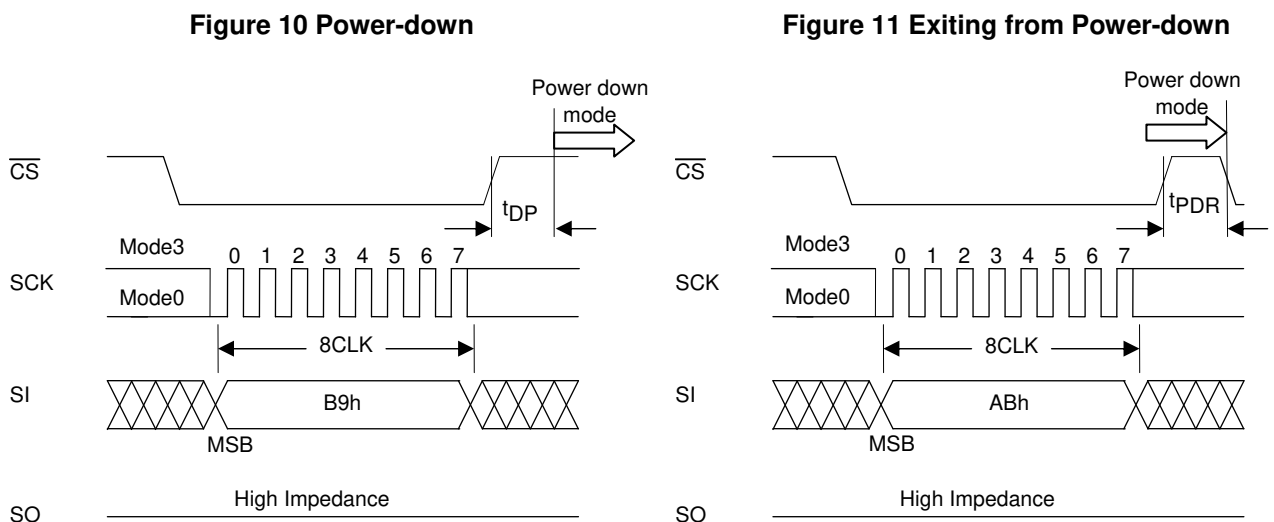 Figure 10 Power-down
Power down
mode
CS
tDP
Mode3
0 1 2 3 4 5 6 7
SCK
Mode0
8CLK
SI
B9h
MSB
High Impedance
SO
Figure 11 Exiting from Power-down
Power down
mode
CS
tPDR
Mode3
0 1 2 3 4 5 6 7
SCK
Mode0
8CLK
SI
ABh
MSB
High Impedance
SO